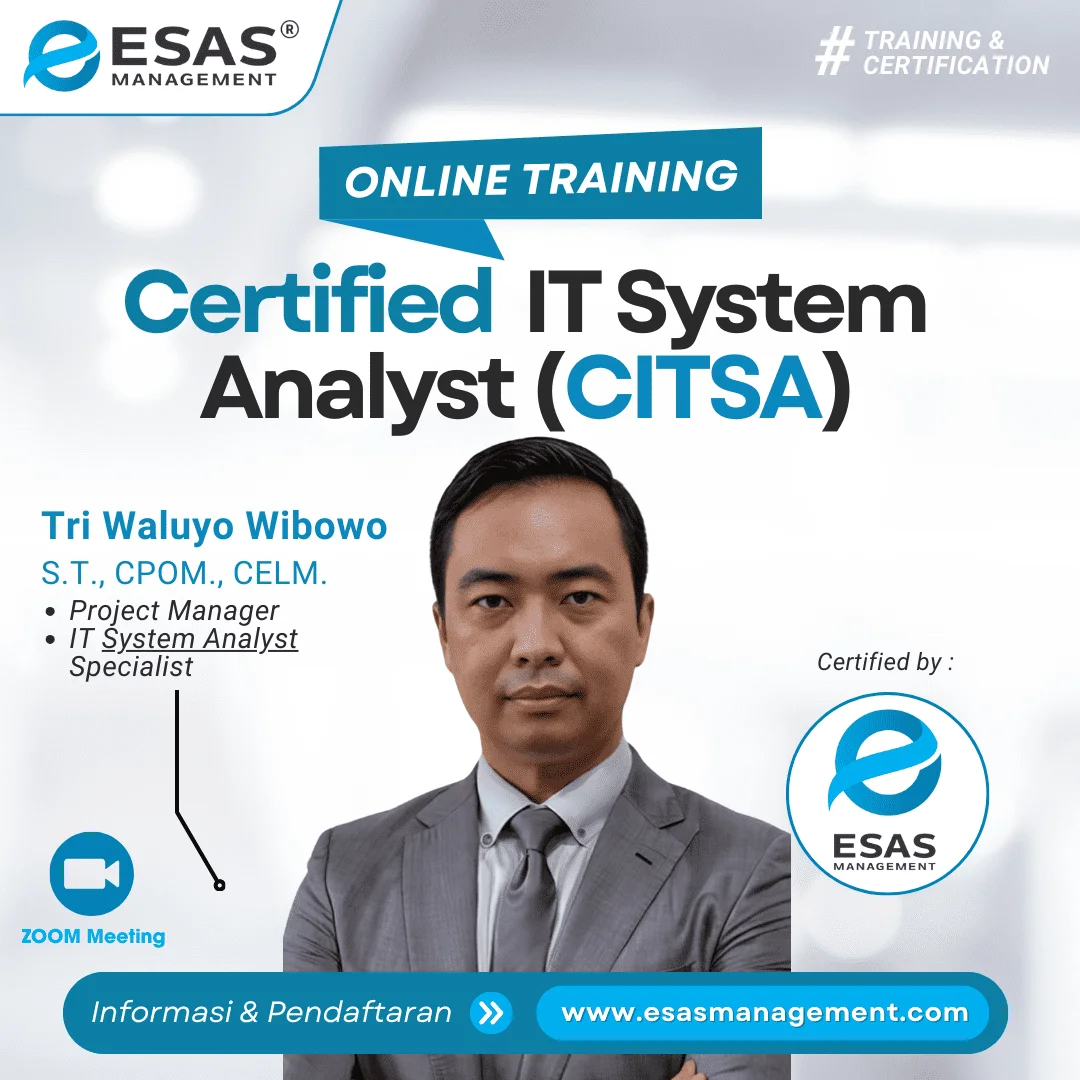 ESAS®
MANAGEMENT
# TRAINING &
CERTIFICATION
ONLINE TRAINING
Certified IT System
Analyst (CITSA)
Tri Waluyo Wibowo
S.T., CPOM., CELM.
• Project Manager
• IT System Analyst
Specialist
Certified by :
ESAS
MANAGEMENT
ZOOM Meeting
Informasi & Pendaftaran »
www.esasmanagement.com